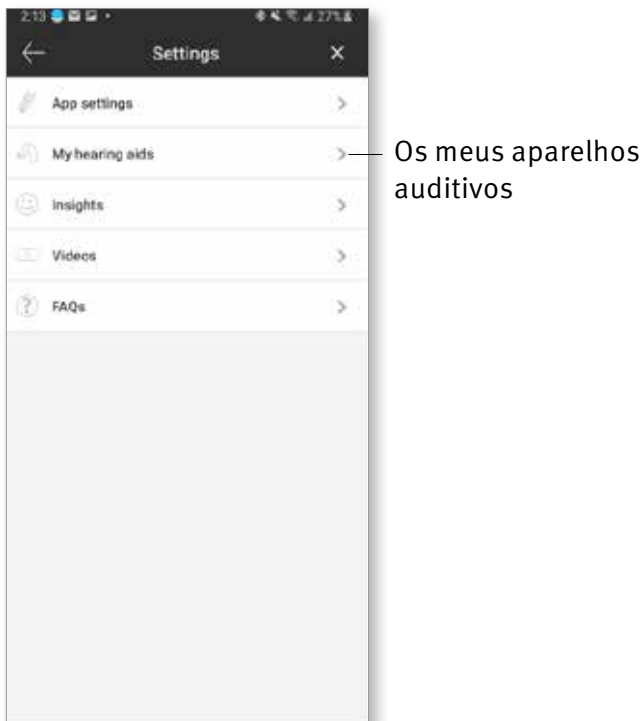 2:13 27%
Settings
App settings
My hearing aids
Os meus aparelhos
auditivos
Insights
Videos
FAQs